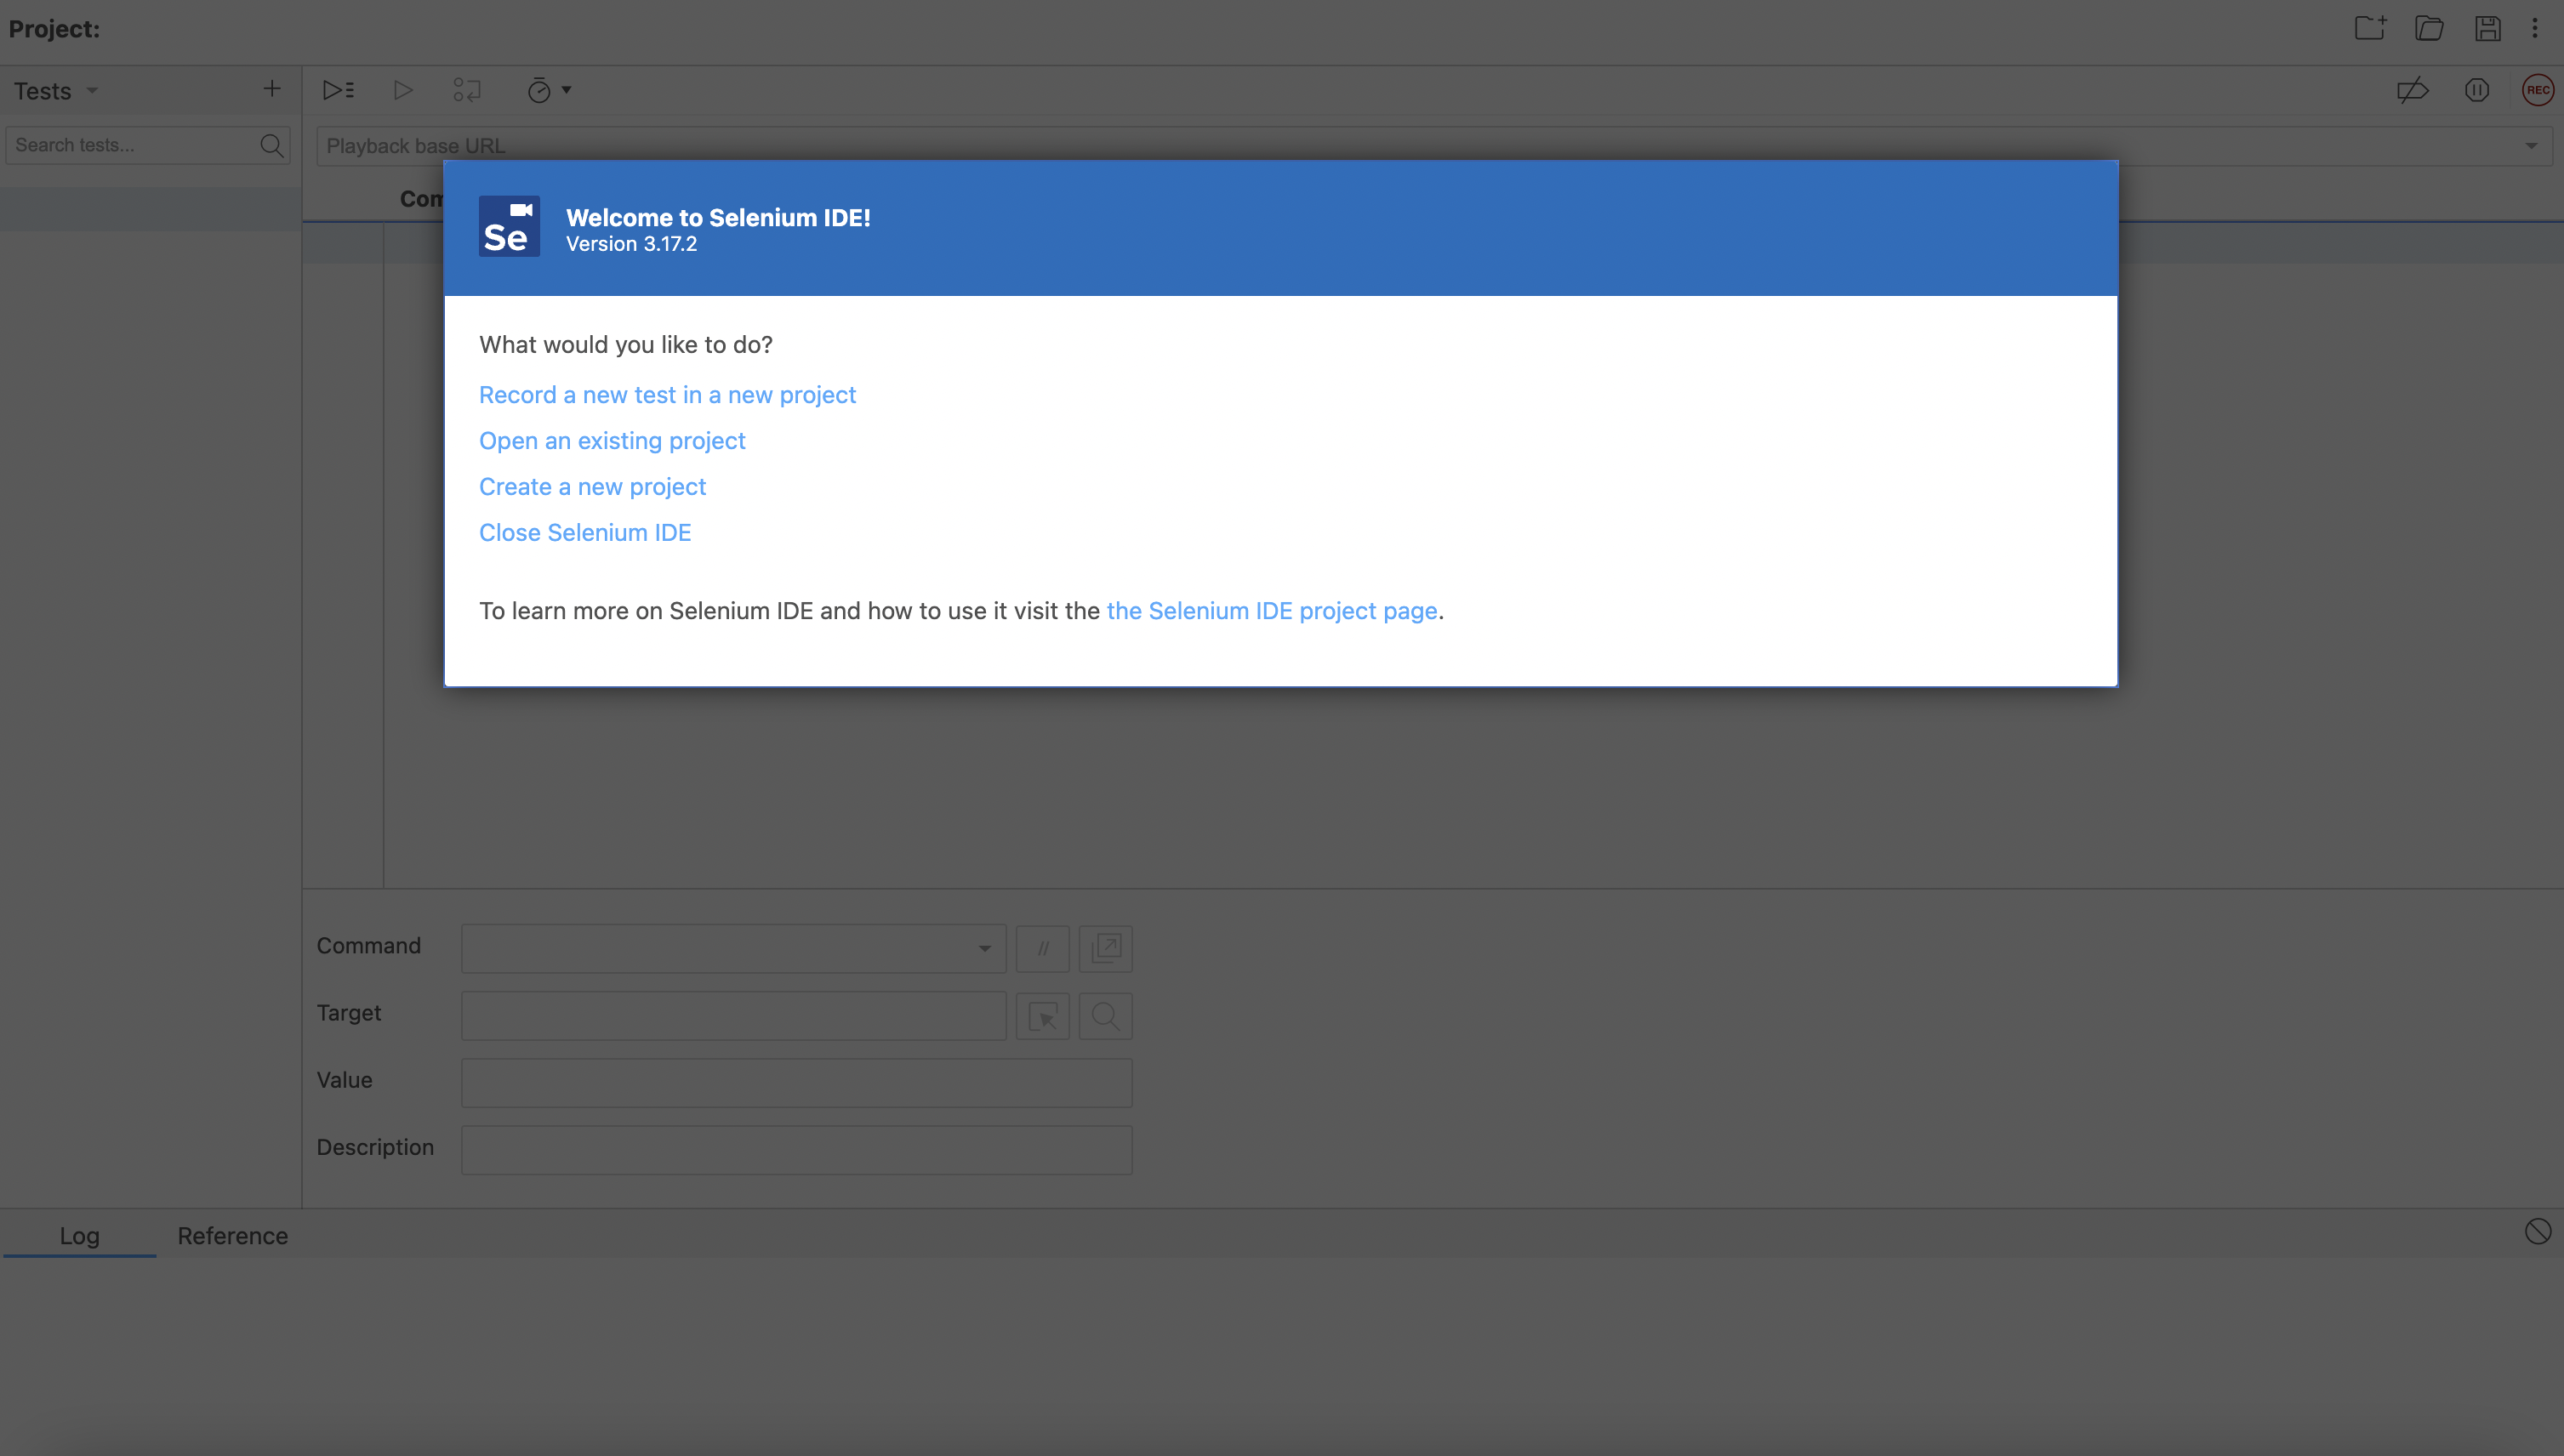 Project:
Tests
Search tests...
REC
Playback base URL
Com
Se
Welcome to Selenium IDE!
Version 3.17.2
What would you like to do?
Record a new test in a new project
Open an existing project
Create a new project
Close Selenium IDE
To learn more on Selenium IDE and how to use it visit the the Selenium IDE project page.
Command
//
Target
Value
Description
Log Reference